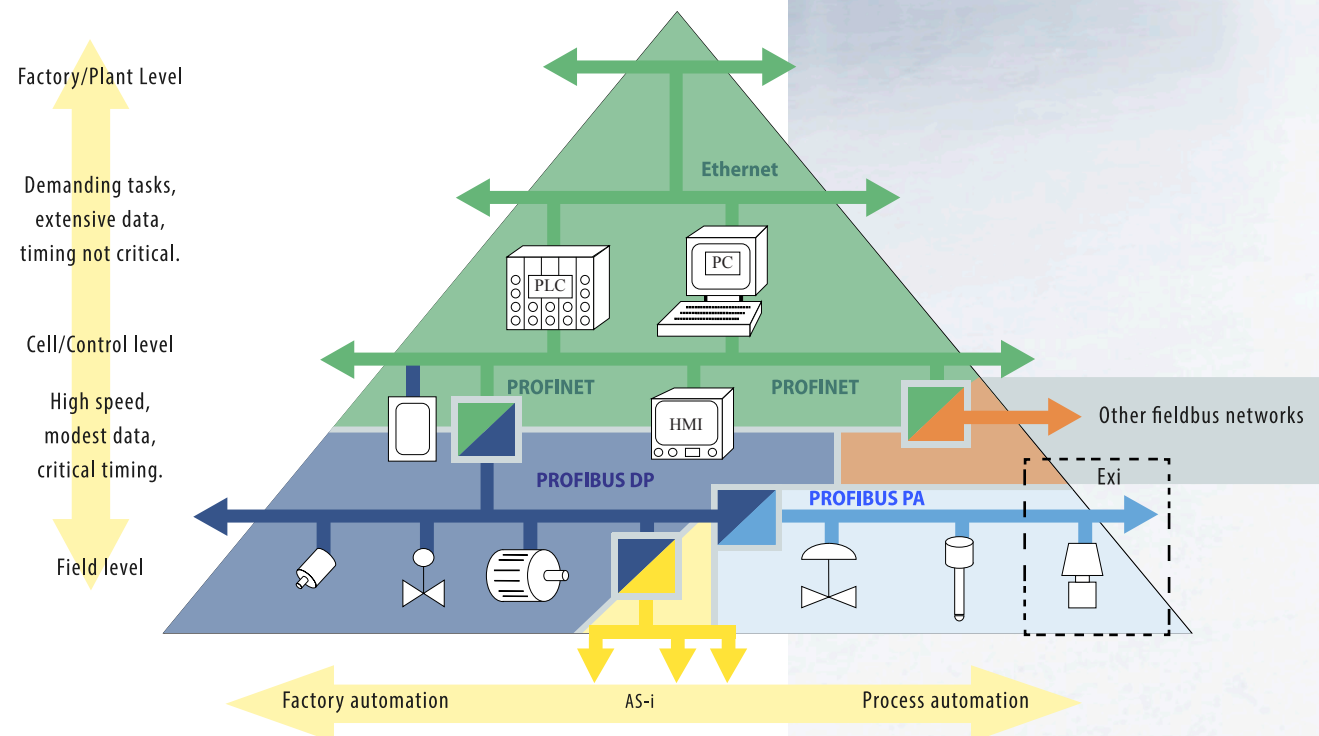 Factory/Plant Level
Demanding tasks,
extensive data,
timing not critical.
Cell/Control level
High speed,
modest data,
critical timing.
Field level
Ethernet
PLC
PC
PROFINET
PROFINET
HMI
Other fieldbus networks
PROFIBUS DP
PROFIBUS PA
Exi
Factory automation
AS-i
Process automation